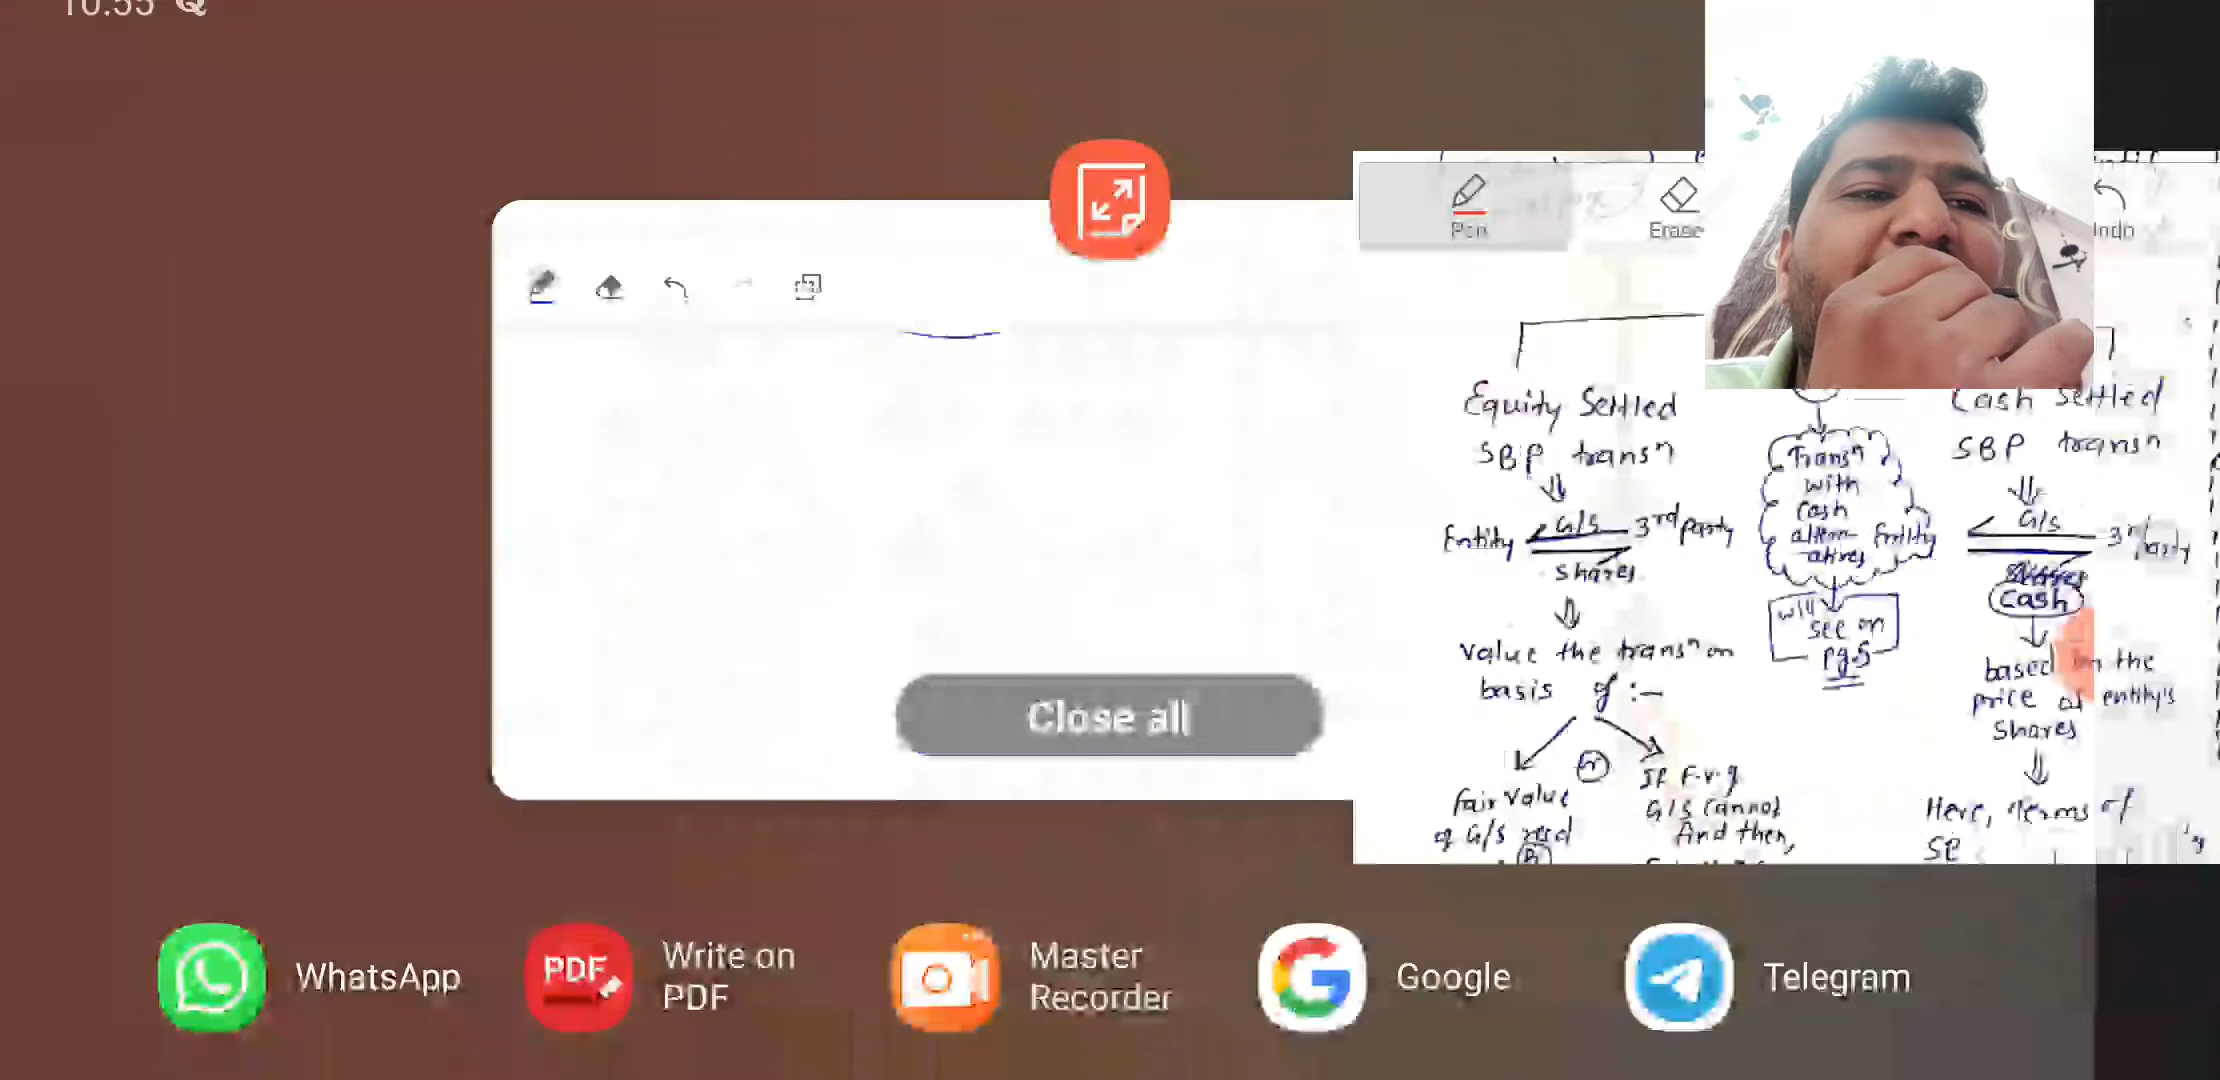 10:55
Pen
Erase
Undo
Equity Settled
SBP transⁿ
G/S
Entity
3rd party
shares
Value the transⁿ on
basis of :-
or
Fair Value
of G/S recd
If F.V. of
G/S cannot
And then,
Transⁿ
with
cash
altern-
atives
will
see on
pg.5
Cash Settled
SBP transⁿ
G/S
Entity
3rd party
Cash
based on the
price of entity's
shares
Here, terms of
Close all
WhatsApp
PDF
Write on
PDF
Master
Recorder
Google
Telegram